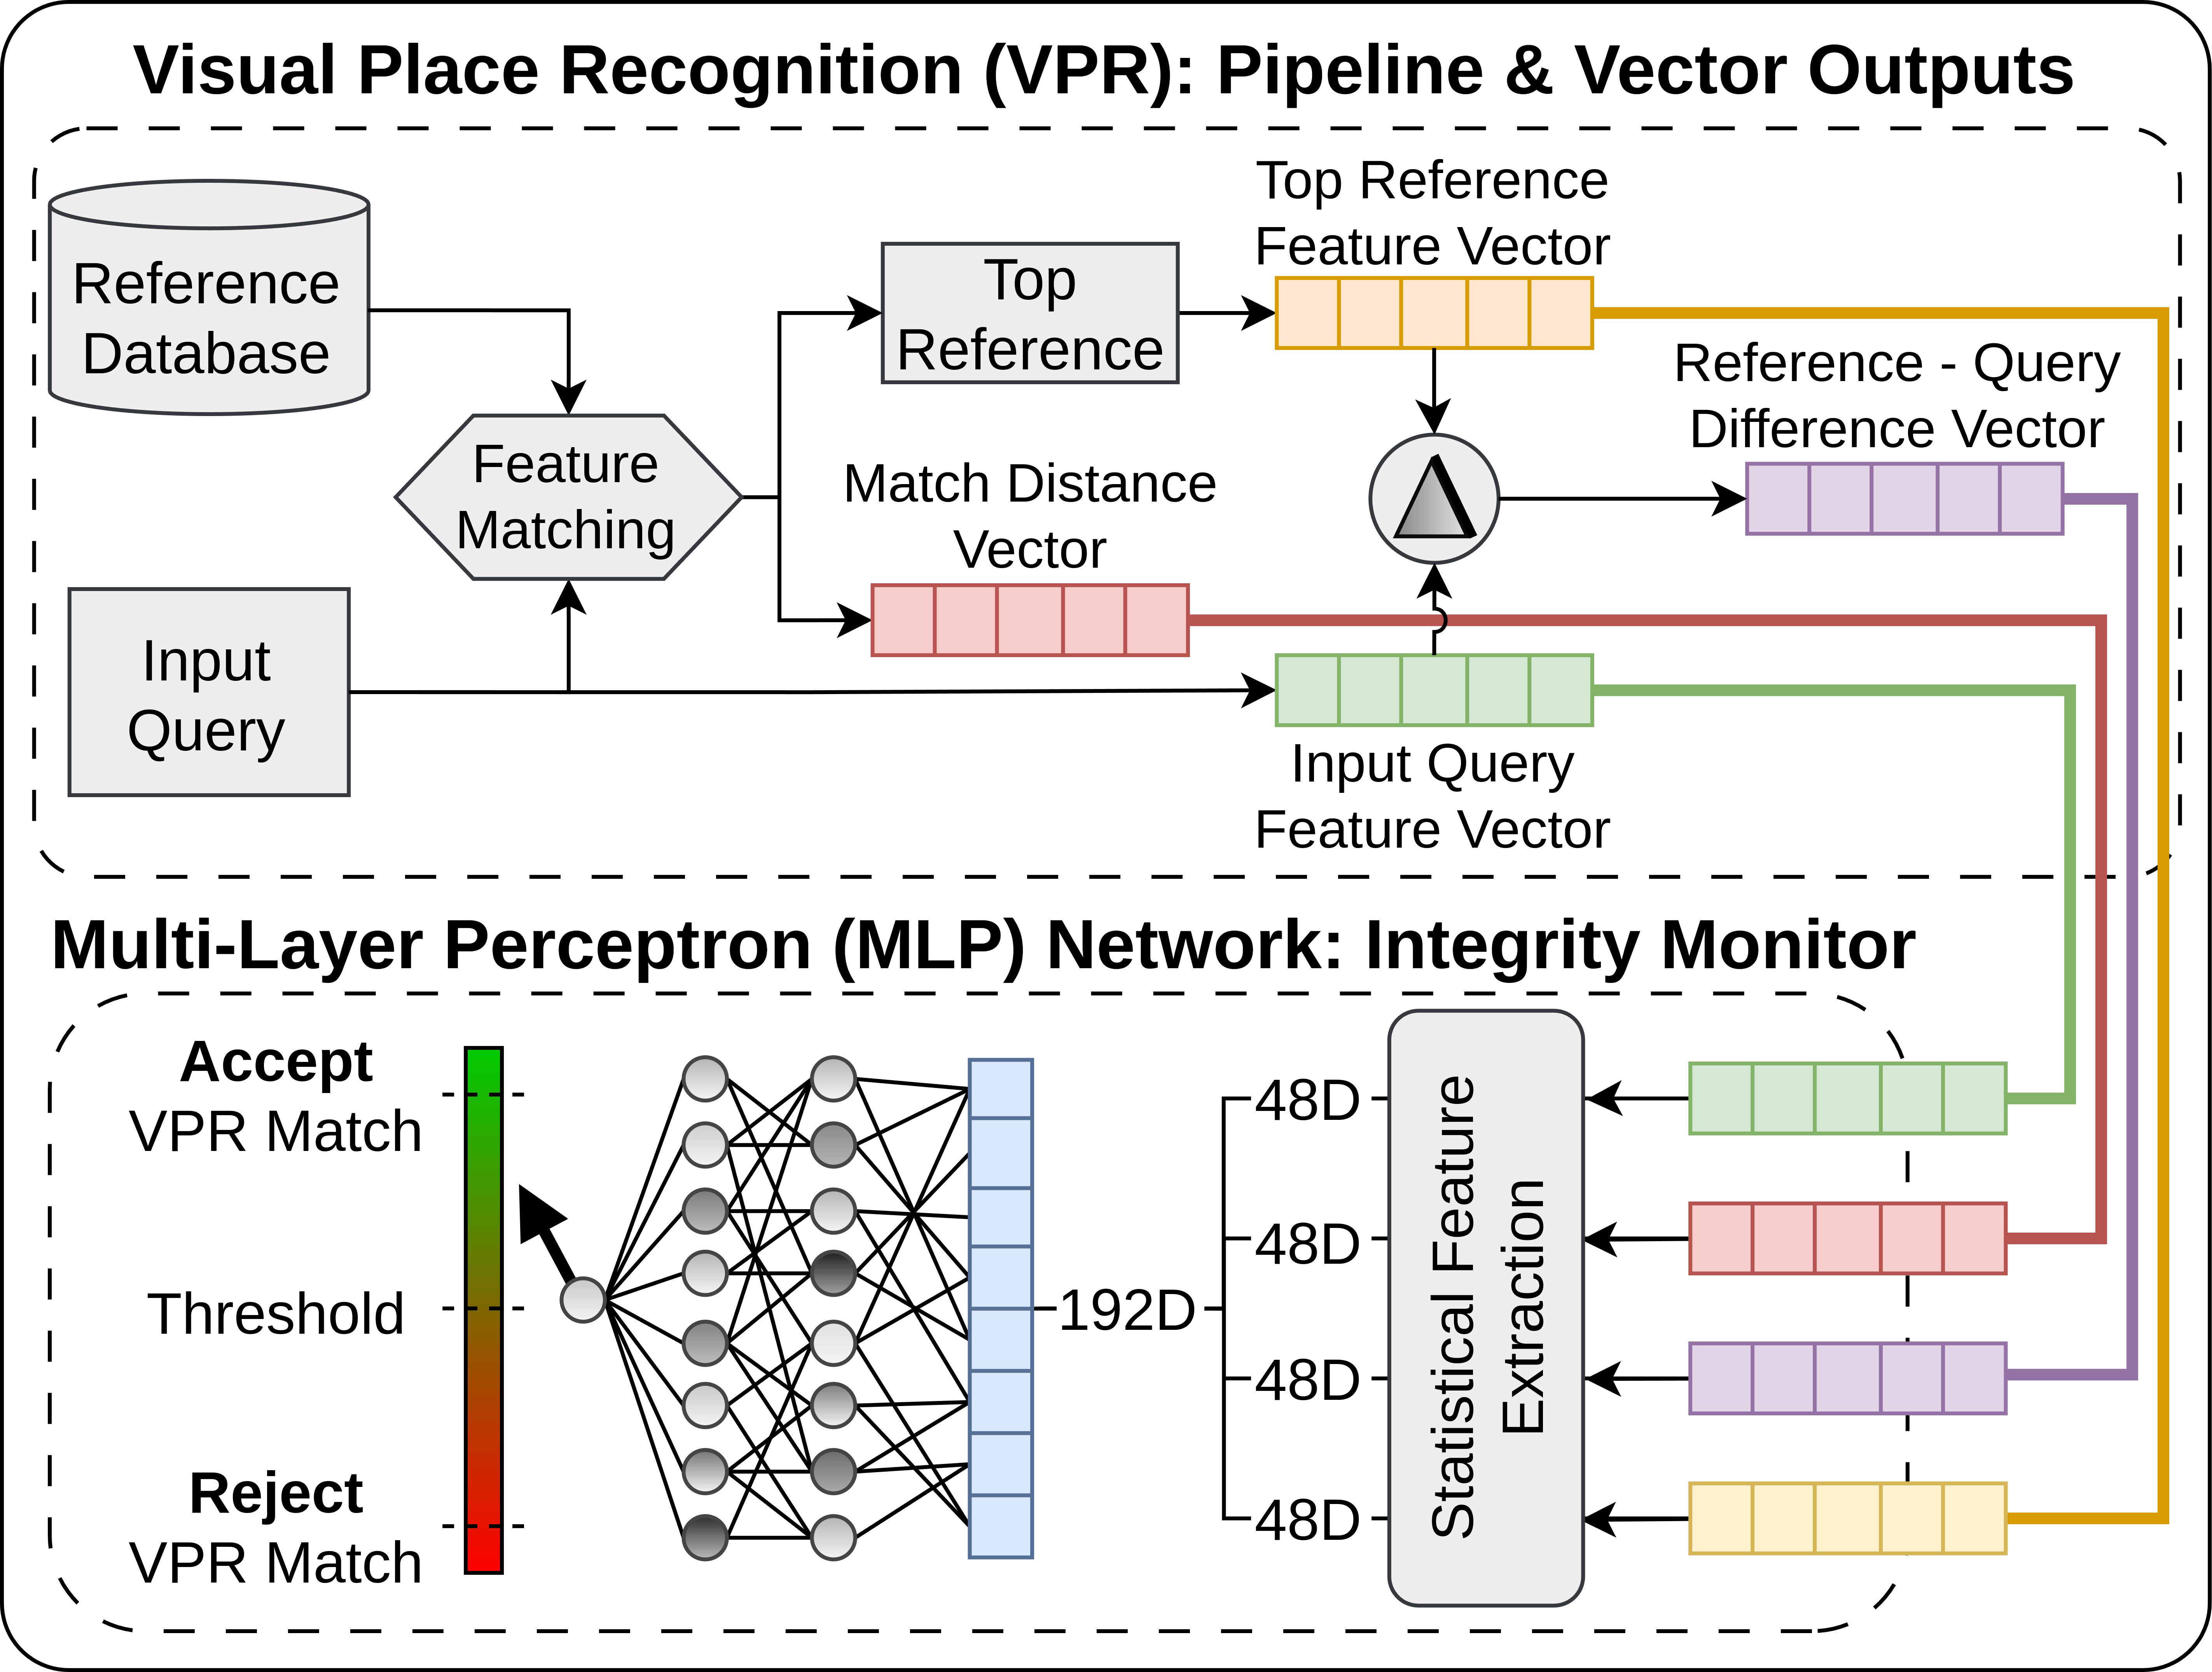 Visual Place Recognition (VPR): Pipeline & Vector Outputs
Reference
Database
Input
Query
Feature
Matching
Top
Reference
Match Distance
Vector
Top Reference
Feature Vector
Reference - Query
Difference Vector
Input Query
Feature Vector
Multi-Layer Perceptron (MLP) Network: Integrity Monitor
Accept
VPR Match
Threshold
Reject
VPR Match
192D
48D
48D
48D
48D
Statistical Feature
Extraction